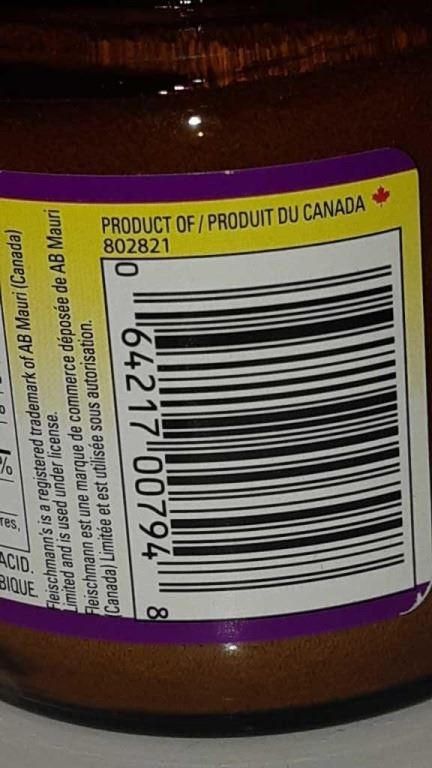 %
ACID.
BIQUE.
Fleischmann's is a registered trademark of AB Mauri (Canada)
Limited and is used under license.
Fleischmann est une marque de commerce déposée de AB Mauri
(Canada) Limitée et est utilisée sous autorisation.
PRODUCT OF / PRODUIT DU CANADA
802821
0 64217 00794 8